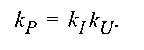 k_P = k_I k_U.